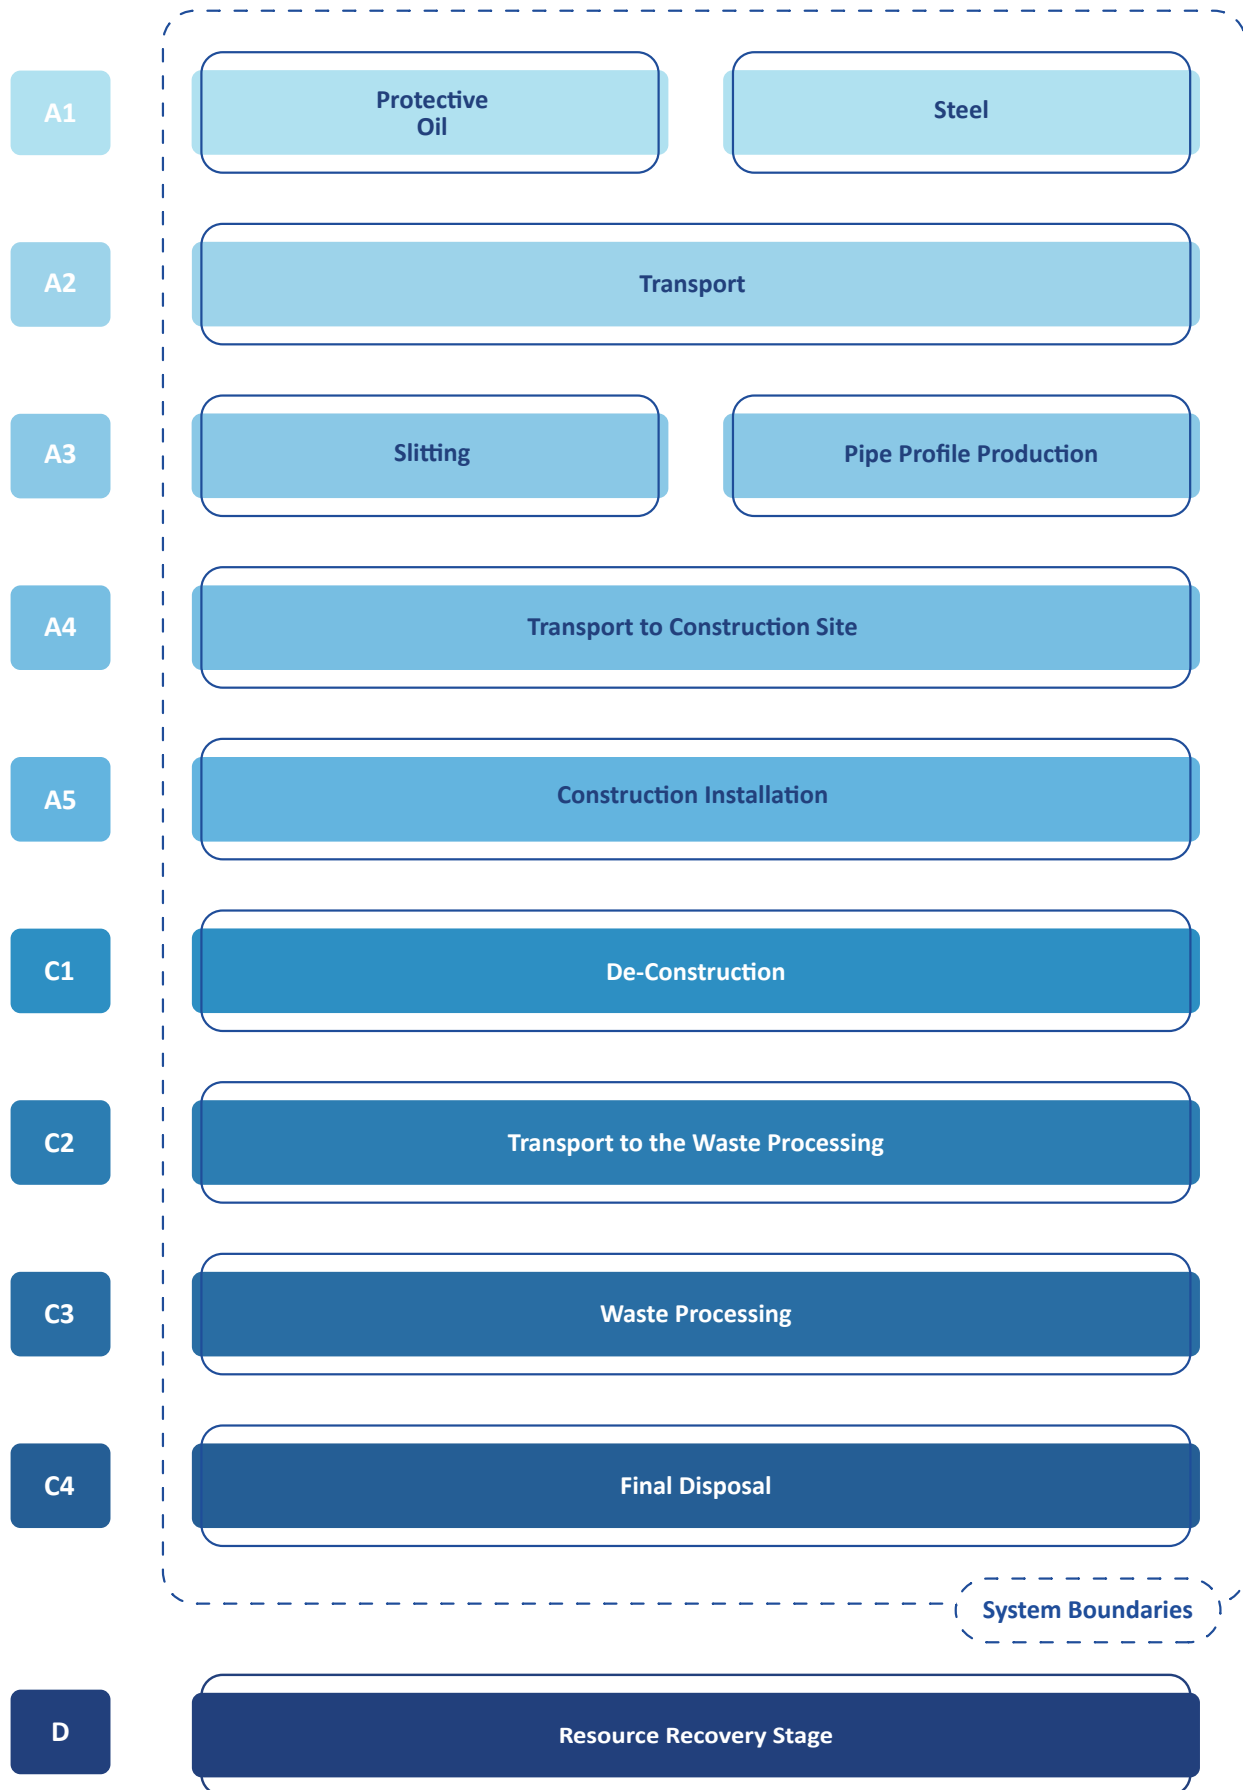 A1
Protective
Oil
Steel
A2
Transport
A3
Slitting
Pipe Profile Production
A4
Transport to Construction Site
A5
Construction Installation
C1
De-Construction
C2
Transport to the Waste Processing
C3
Waste Processing
C4
Final Disposal
System Boundaries
D
Resource Recovery Stage